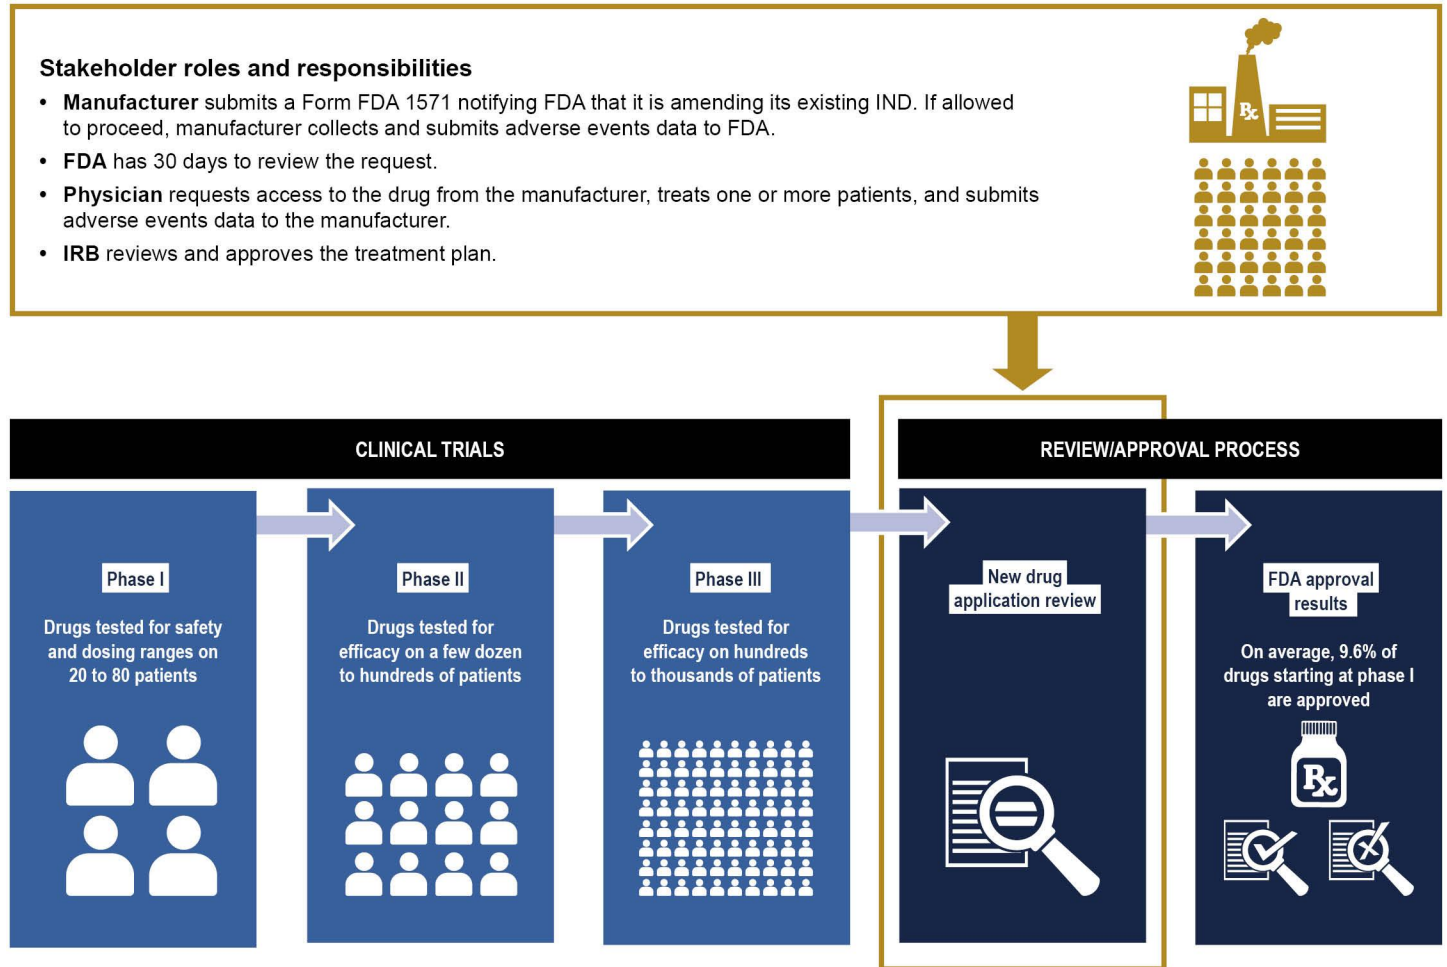 Stakeholder roles and responsibilities
• Manufacturer submits a Form FDA 1571 notifying FDA that it is amending its existing IND. If allowed
to proceed, manufacturer collects and submits adverse events data to FDA.
• FDA has 30 days to review the request.
• Physician requests access to the drug from the manufacturer, treats one or more patients, and submits
adverse events data to the manufacturer.
• IRB reviews and approves the treatment plan.
Rx
CLINICAL TRIALS
REVIEW/APPROVAL PROCESS
Phase I
Drugs tested for safety
and dosing ranges on
20 to 80 patients
Phase II
Drugs tested for
efficacy on a few dozen
to hundreds of patients
Phase III
Drugs tested for
efficacy on hundreds
to thousands of patients
New drug
application review
FDA approval
results
On average, 9.6% of
drugs starting at phase I
are approved
Rx